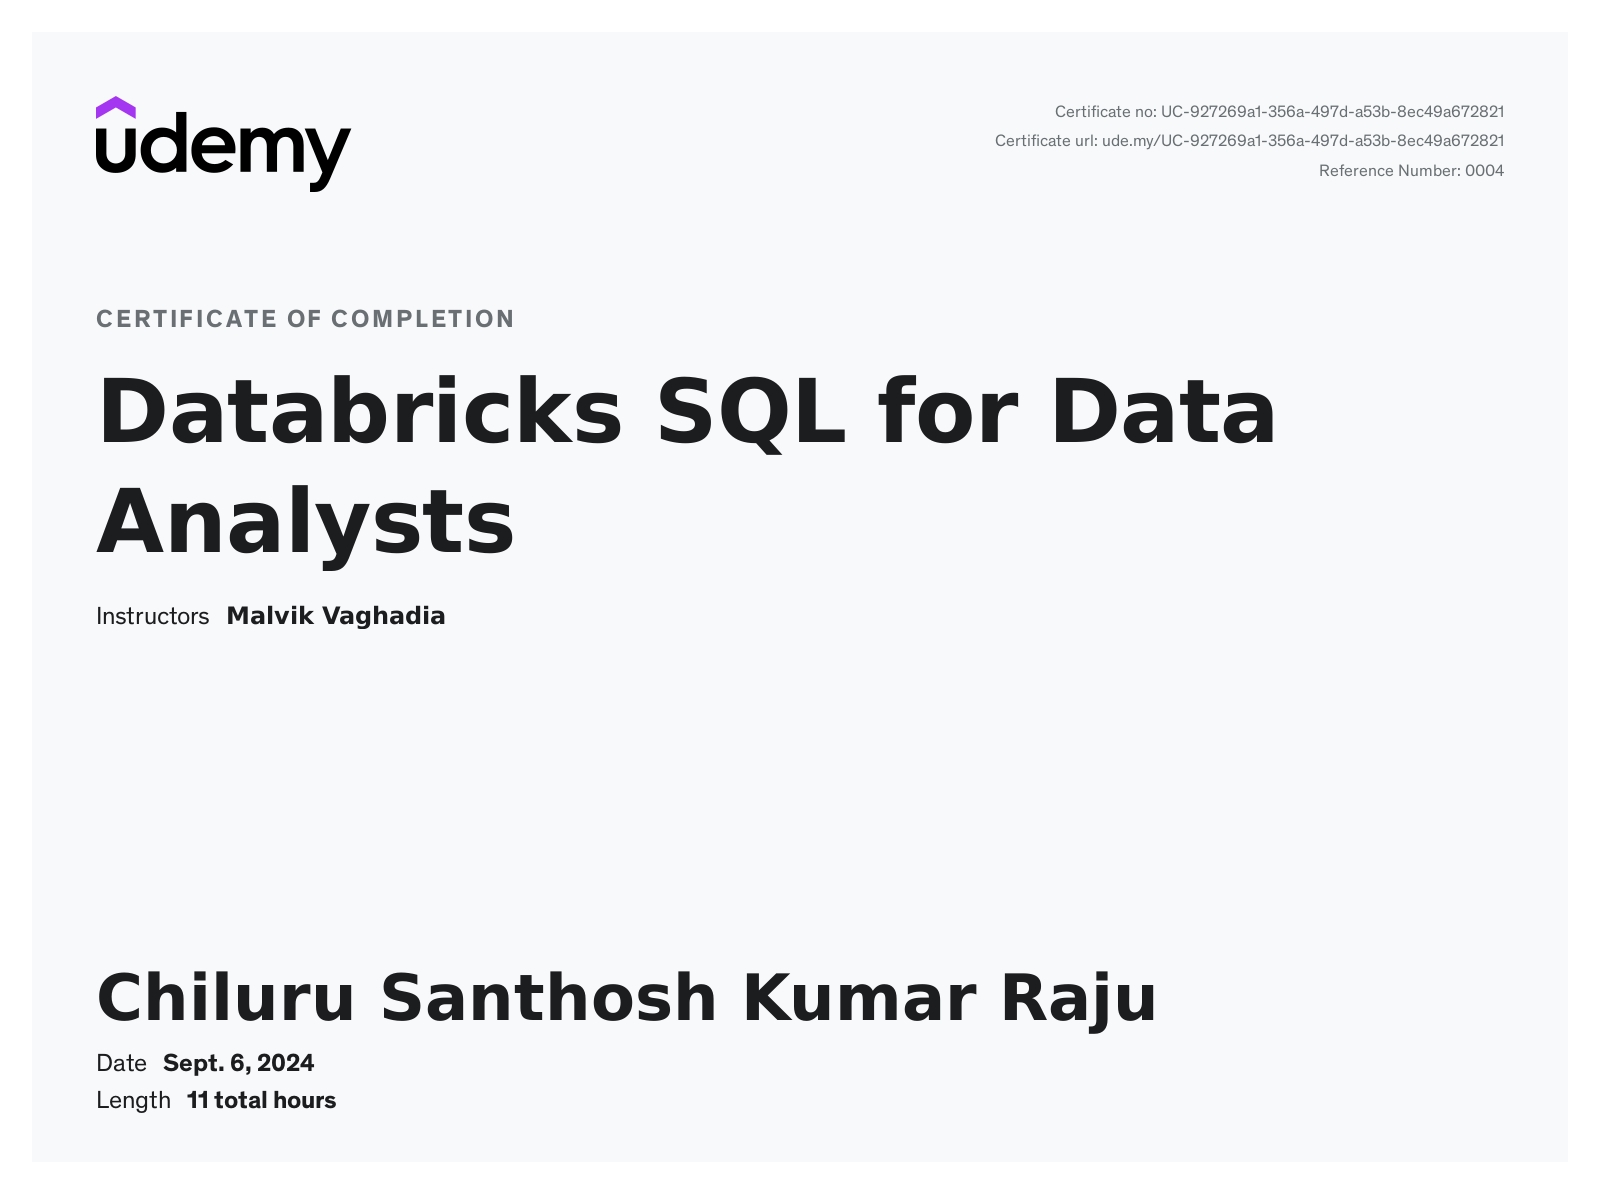 udemy
Certificate no: UC-927269a1-356a-497d-a53b-8ec49a672821
Certificate url: ude.my/UC-927269a1-356a-497d-a53b-8ec49a672821
Reference Number: 0004
CERTIFICATE OF COMPLETION
Databricks SQL for Data
Analysts
Instructors Malvik Vaghadia
Chiluru Santhosh Kumar Raju
Date Sept. 6, 2024
Length 11 total hours